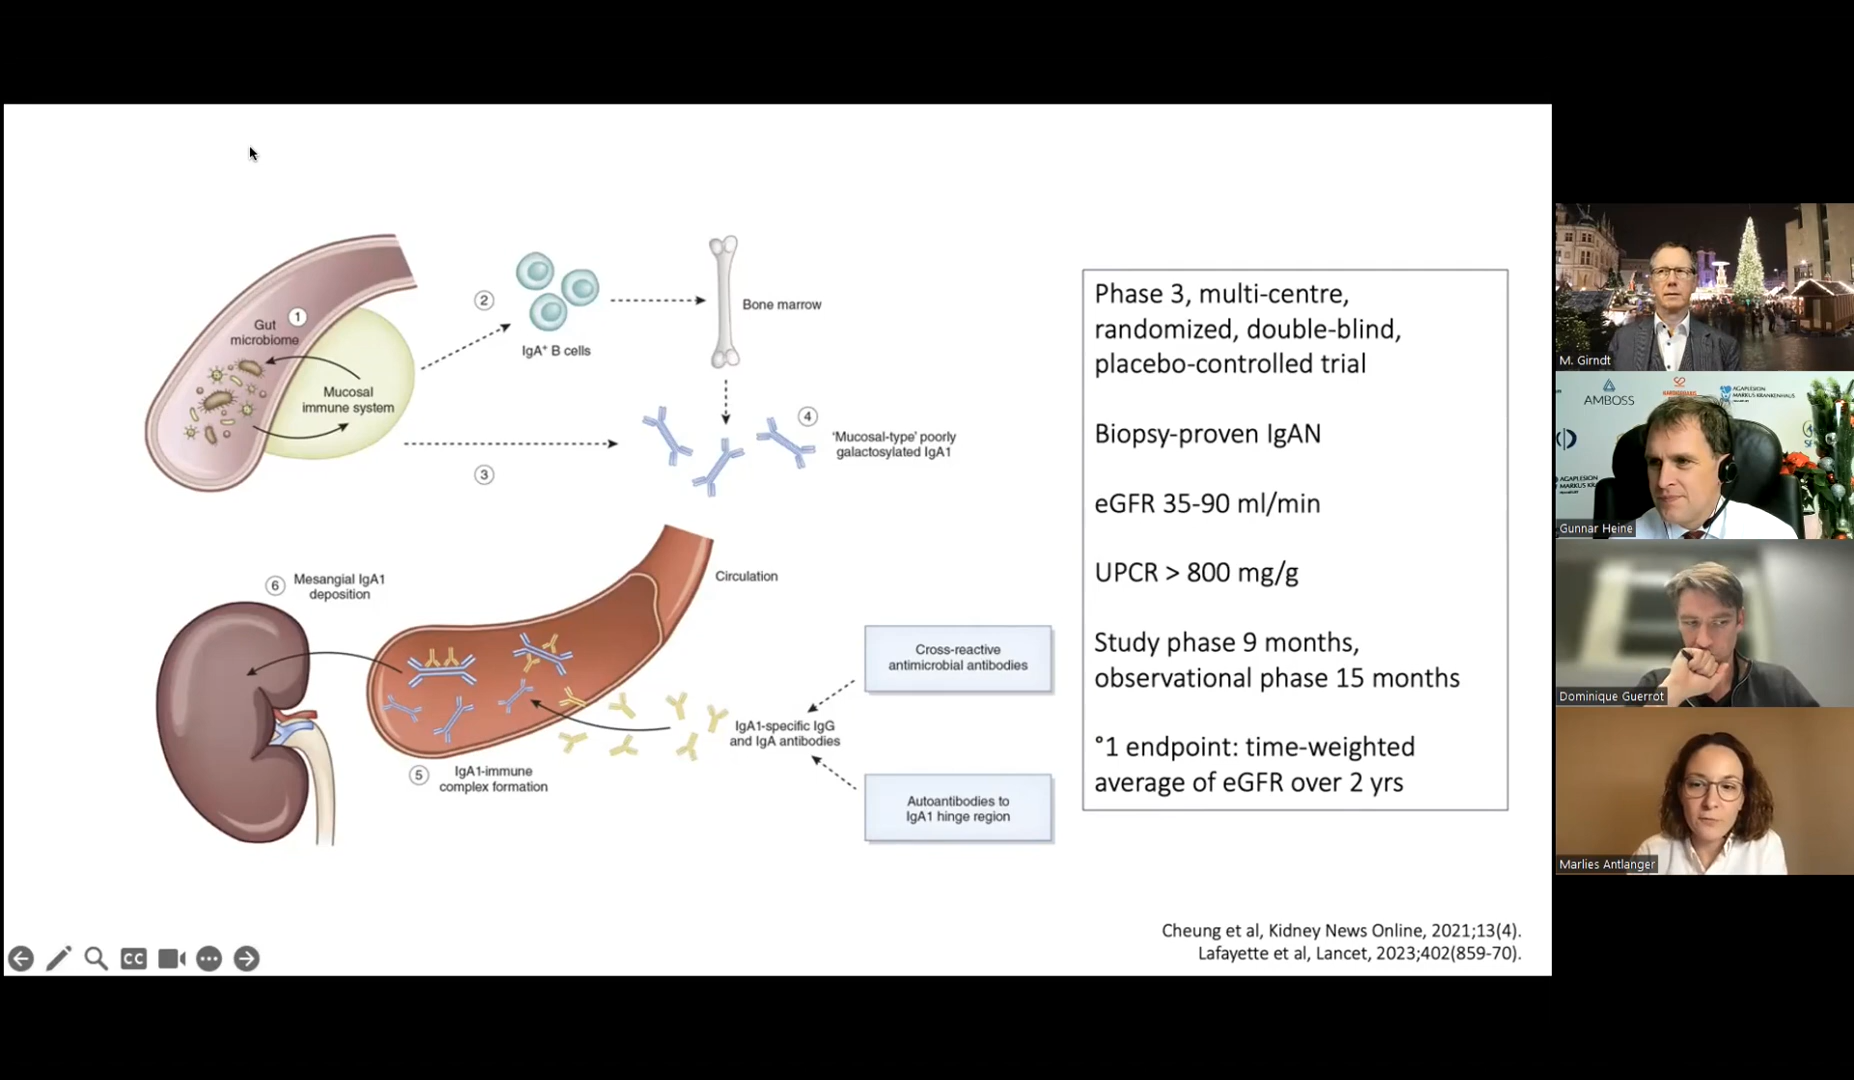 1
Gut
microbiome
Mucosal
immune system
2
IgA+ B cells
Bone marrow
3
4
'Mucosal-type' poorly
galactosylated IgA1
6
Mesangial IgA1
deposition
Circulation
5
IgA1-immune
complex formation
IgA1-specific IgG
and IgA antibodies
Cross-reactive
antimicrobial antibodies
Autoantibodies to
IgA1 hinge region
Phase 3, multi-centre,
randomized, double-blind,
placebo-controlled trial
Biopsy-proven IgAN
eGFR 35-90 ml/min
UPCR > 800 mg/g
Study phase 9 months,
observational phase 15 months
°1 endpoint: time-weighted
average of eGFR over 2 yrs
Cheung et al, Kidney News Online, 2021;13(4).
Lafayette et al, Lancet, 2023;402(859-70).
CC
M. Girndt
AMBOSS
AGAPLESION
MARKUS KRANKENHAUS
AGAPLESION
Gunnar Heine
Dominique Guerrot
Marlies Antlanger